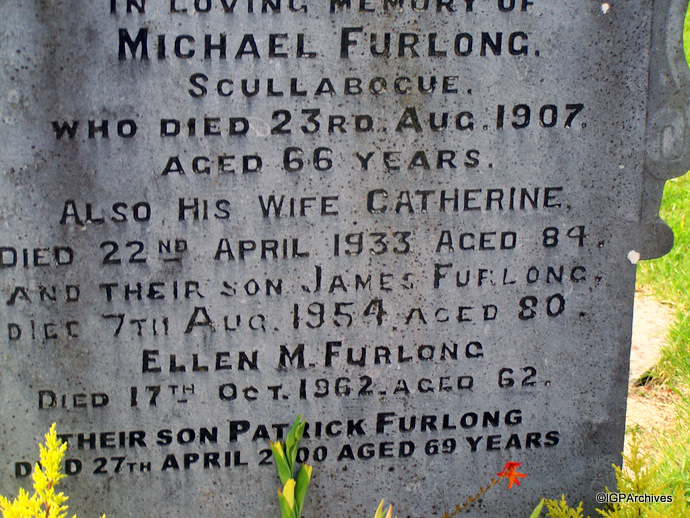 IN LOVING MEMORY OF
MICHAEL FURLONG.
SCULLABOGUE.
WHO DIED 23RD. AUG. 1907.
AGED 66 YEARS.
ALSO HIS WIFE CATHERINE,
DIED 22ND APRIL 1933 AGED 84.
AND THEIR SON JAMES FURLONG.
DIED 7TH AUG. 1954. AGED 80.
ELLEN M. FURLONG
DIED 17TH OCT. 1962. AGED 62.
THEIR SON PATRICK FURLONG
DIED 27TH APRIL 2000 AGED 69 YEARS
©IGPArchives